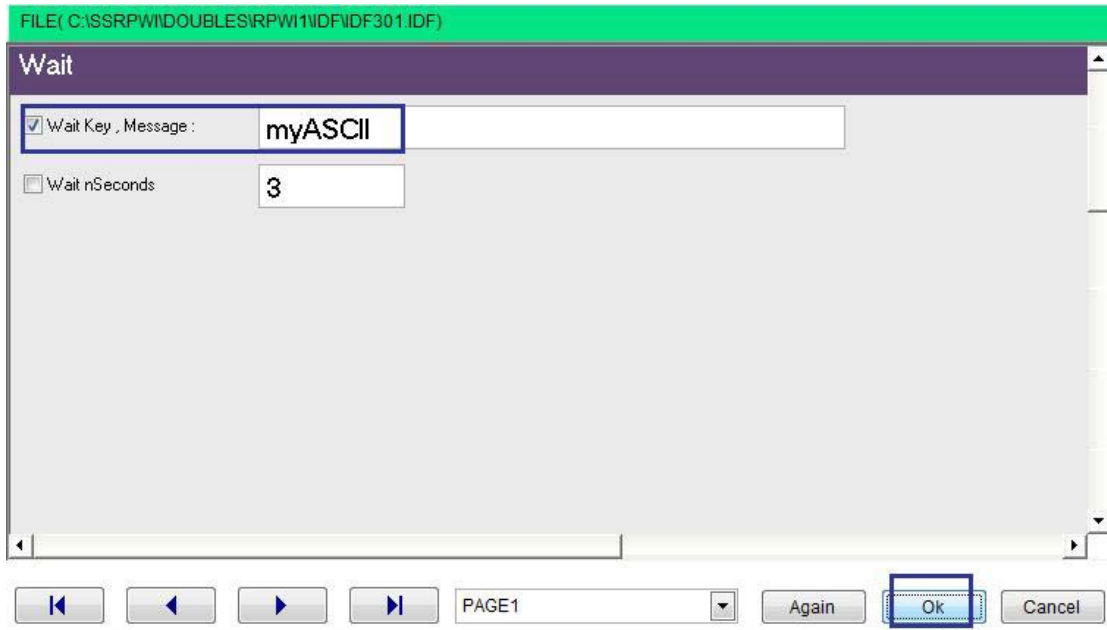 FILE( C:\SSRPWI\DOUBLES\RPWI1\IDF\IDF301.IDF)
Wait
Wait Key , Message : myASCII
Wait nSeconds 3
PAGE1 Again Ok Cancel